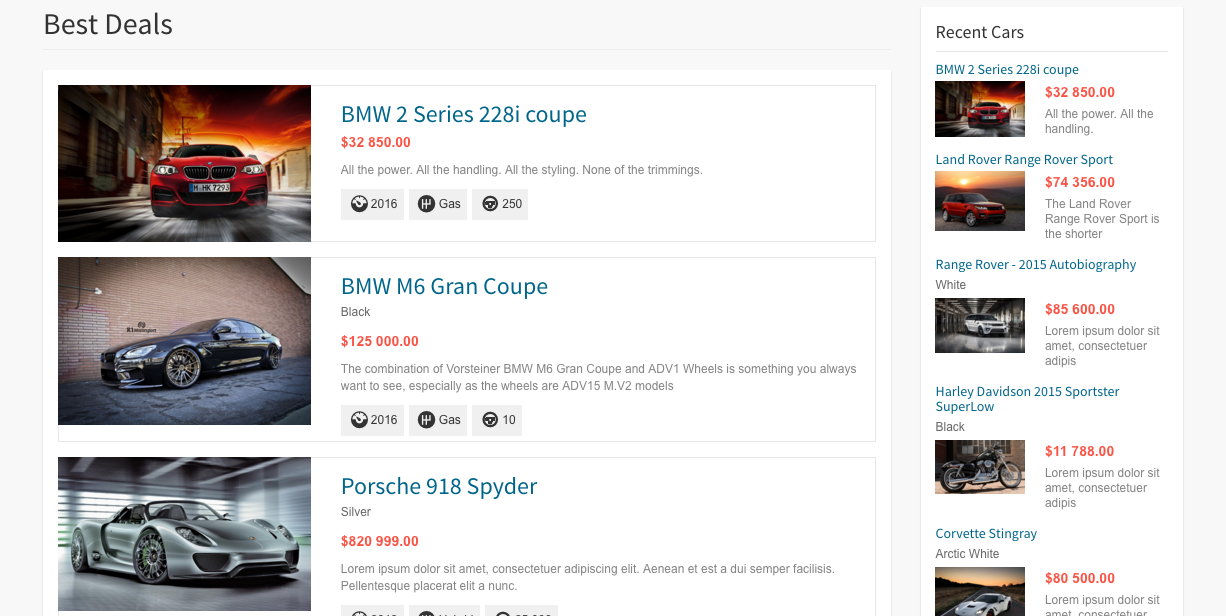 Best Deals
BMW 2 Series 228i coupe
$32 850.00
All the power. All the handling. All the styling. None of the trimmings.
2016 Gas 250
M·HK 7293
BMW M6 Gran Coupe
Black
$125 000.00
The combination of Vorsteiner BMW M6 Gran Coupe and ADV1 Wheels is something you always
want to see, especially as the wheels are ADV15 M.V2 models
2016 Gas 10
Porsche 918 Spyder
Silver
$820 999.00
Lorem ipsum dolor sit amet, consectetuer adipiscing elit. Aenean et est a dui semper facilisis.
Pellentesque placerat elit a nunc.
Recent Cars
BMW 2 Series 228i coupe
$32 850.00
All the power. All the
handling.
Land Rover Range Rover Sport
$74 356.00
The Land Rover
Range Rover Sport is
the shorter
Range Rover - 2015 Autobiography
White
$85 600.00
Lorem ipsum dolor sit
amet, consectetuer
adipis
Harley Davidson 2015 Sportster
SuperLow
Black
$11 788.00
Lorem ipsum dolor sit
amet, consectetuer
adipis
Corvette Stingray
Arctic White
$80 500.00
Lorem ipsum dolor sit
amet, consectetuer